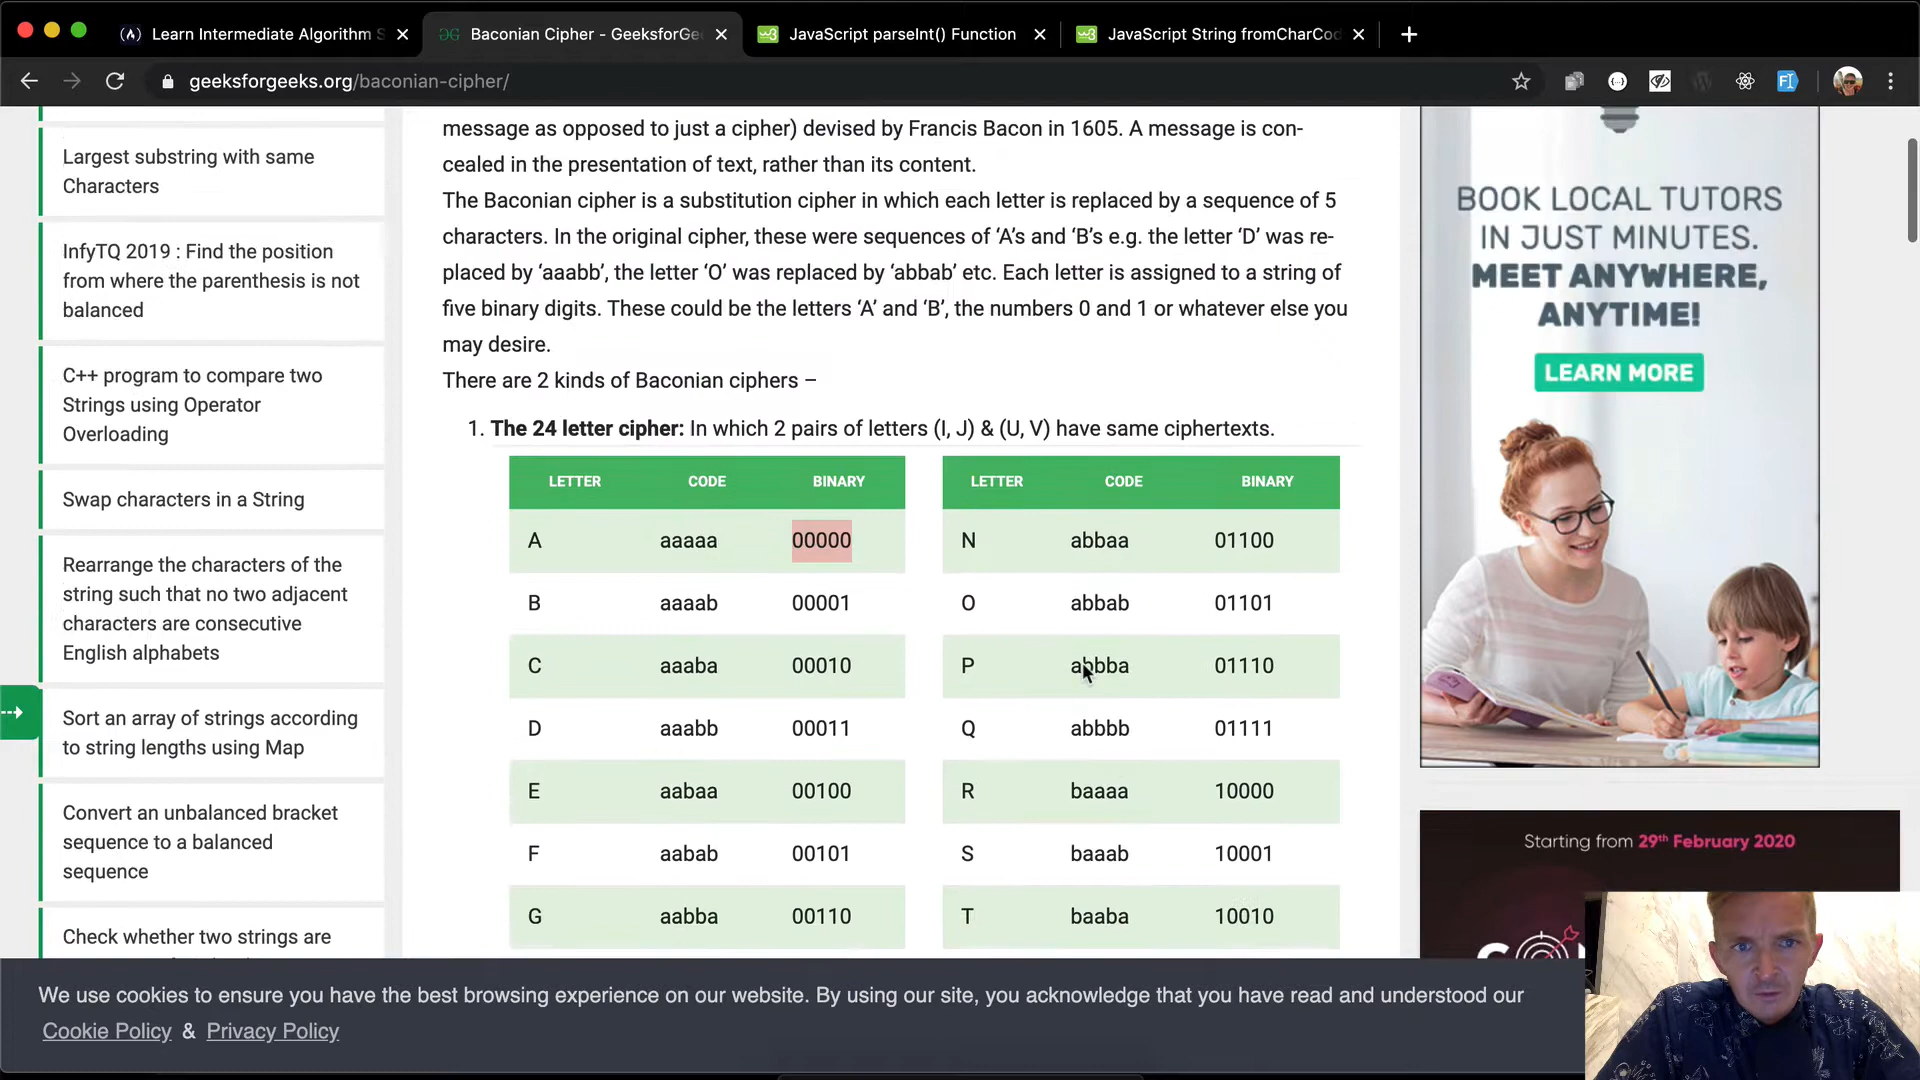 Learn Intermediate Algorithm S
Baconian Cipher - GeeksforGe
JavaScript parseInt() Function
JavaScript String fromCharCod
geeksforgeeks.org/baconian-cipher/
Largest substring with same
Characters
InfyTQ 2019 : Find the position
from where the parenthesis is not
balanced
C++ program to compare two
Strings using Operator
Overloading
Swap characters in a String
Rearrange the characters of the
string such that no two adjacent
characters are consecutive
English alphabets
Sort an array of strings according
to string lengths using Map
Convert an unbalanced bracket
sequence to a balanced
sequence
Check whether two strings are
message as opposed to just a cipher) devised by Francis Bacon in 1605. A message is con-
cealed in the presentation of text, rather than its content.
The Baconian cipher is a substitution cipher in which each letter is replaced by a sequence of 5
characters. In the original cipher, these were sequences of ‘A’s and ‘B’s e.g. the letter ‘D’ was re-
placed by ‘aaabb’, the letter ‘O’ was replaced by ‘abbab’ etc. Each letter is assigned to a string of
five binary digits. These could be the letters ‘A’ and ‘B’, the numbers 0 and 1 or whatever else you
may desire.
There are 2 kinds of Baconian ciphers –
1. The 24 letter cipher: In which 2 pairs of letters (I, J) & (U, V) have same ciphertexts.
LETTER CODE BINARY LETTER CODE BINARY
A aaaaa 00000 N abbaa 01100
B aaaab 00001 O abbab 01101
C aaaba 00010 P abbba 01110
D aaabb 00011 Q abbbb 01111
E aabaa 00100 R baaaa 10000
F aabab 00101 S baaab 10001
G aabba 00110 T baaba 10010
BOOK LOCAL TUTORS
IN JUST MINUTES.
MEET ANYWHERE,
ANYTIME!
LEARN MORE
Starting from 29th February 2020
We use cookies to ensure you have the best browsing experience on our website. By using our site, you acknowledge that you have read and understood our
Cookie Policy & Privacy Policy